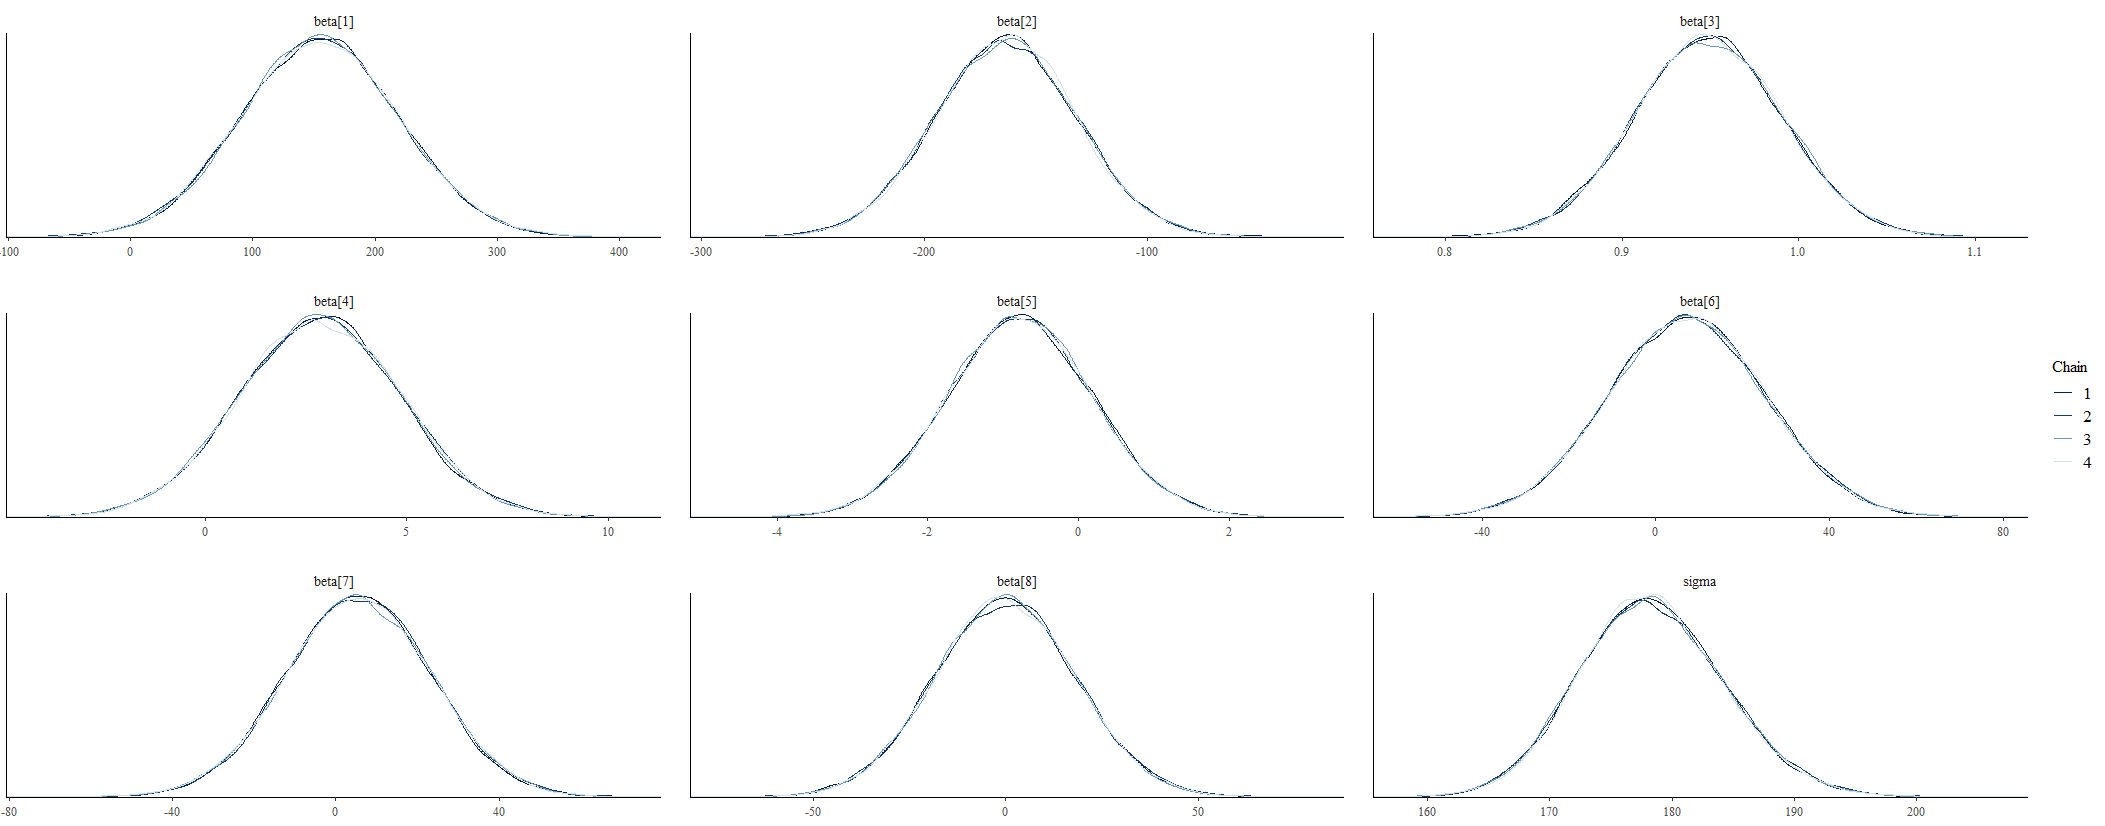 beta[1] beta[2] beta[3]
-100 0 100 200 300 400 -300 -200 -100 0.8 0.9 1.0 1.1
beta[4] beta[5] beta[6]
0 5 10 -4 -2 0 2 -40 0 40 80
Chain
1
2
3
4
beta[7] beta[8] sigma
-80 -40 0 40 -50 0 50 160 170 180 190 200